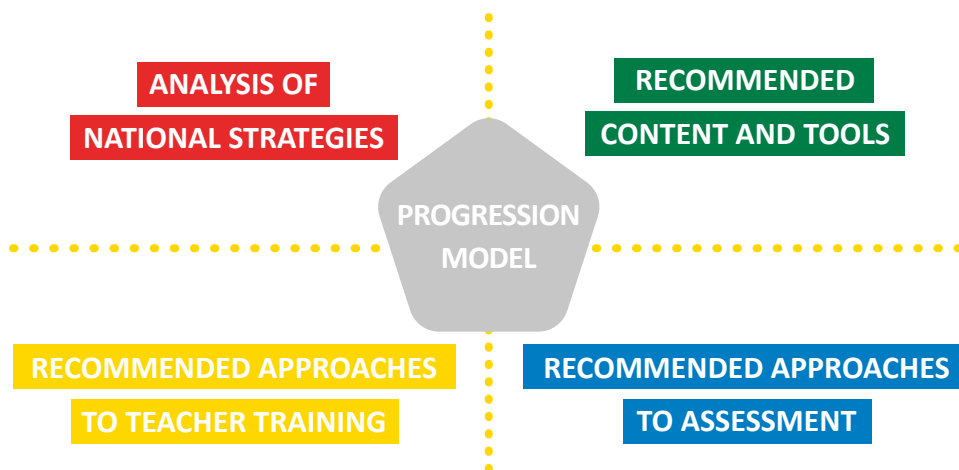 ANALYSIS OF
NATIONAL STRATEGIES
RECOMMENDED
CONTENT AND TOOLS
PROGRESSION
MODEL
RECOMMENDED APPROACHES
TO TEACHER TRAINING
RECOMMENDED APPROACHES
TO ASSESSMENT